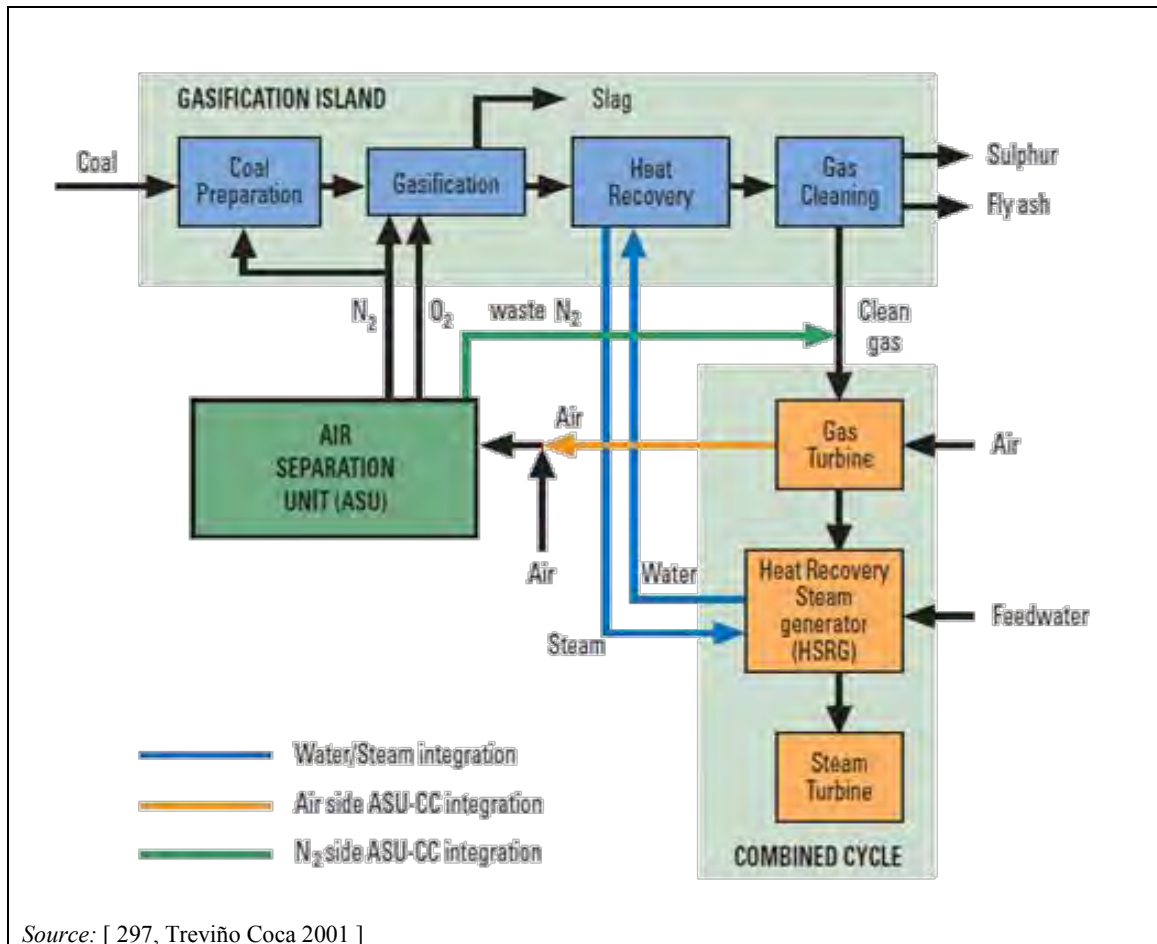 GASIFICATION ISLAND
Slag
Coal
Coal
Preparation
Gasification
Heat
Recovery
Gas
Cleaning
Sulphur
Fly ash
N2
O2
waste N2
Clean
gas
AIR
SEPARATION
UNIT (ASU)
Air
Gas
Turbine
Air
Air
Water
Steam
Heat Recovery
Steam
generator
(HSRG)
Feedwater
Steam
Turbine
COMBINED CYCLE
Water/Steam integration
Air side ASU-CC integration
N2 side ASU-CC integration
Source: [ 297, Treviño Coca 2001 ]